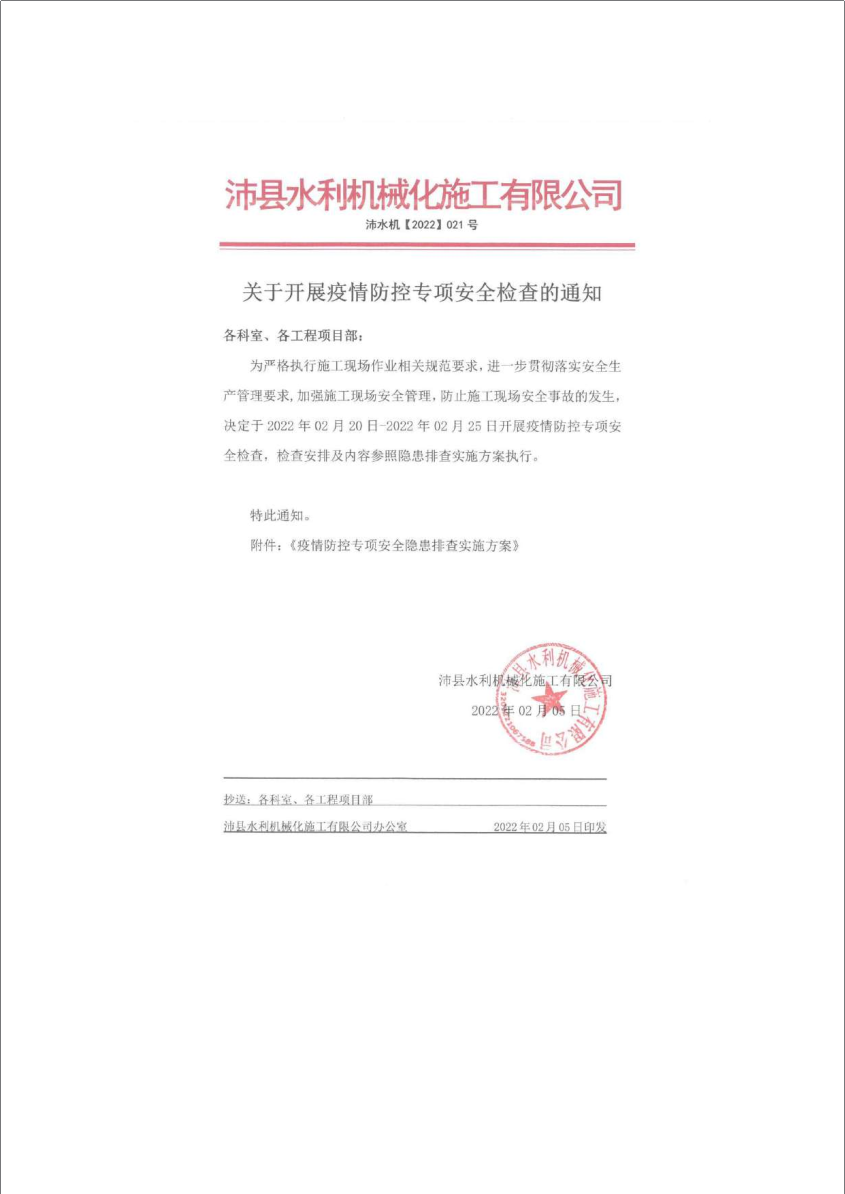 沛县水利机械化施工有限公司
沛水机【2022】021 号
关于开展疫情防控专项安全检查的通知
各科室、各工程项目部：
为严格执行施工现场作业相关规范要求，进一步贯彻落实安全生
产管理要求，加强施工现场安全管理，防止施工现场安全事故的发生，
决定于 2022 年 02 月 20 日-2022 年 02 月 25 日开展疫情防控专项安
全检查，检查安排及内容参照隐患排查实施方案执行。
特此通知。
附件：《疫情防控专项安全隐患排查实施方案》
沛县水利机械化施工有限公司
2022 年 02 月 05 日
沛县水利机械化施工有限公司
抄送：各科室、各工程项目部
沛县水利机械化施工有限公司办公室 2022 年 02 月 05 日印发